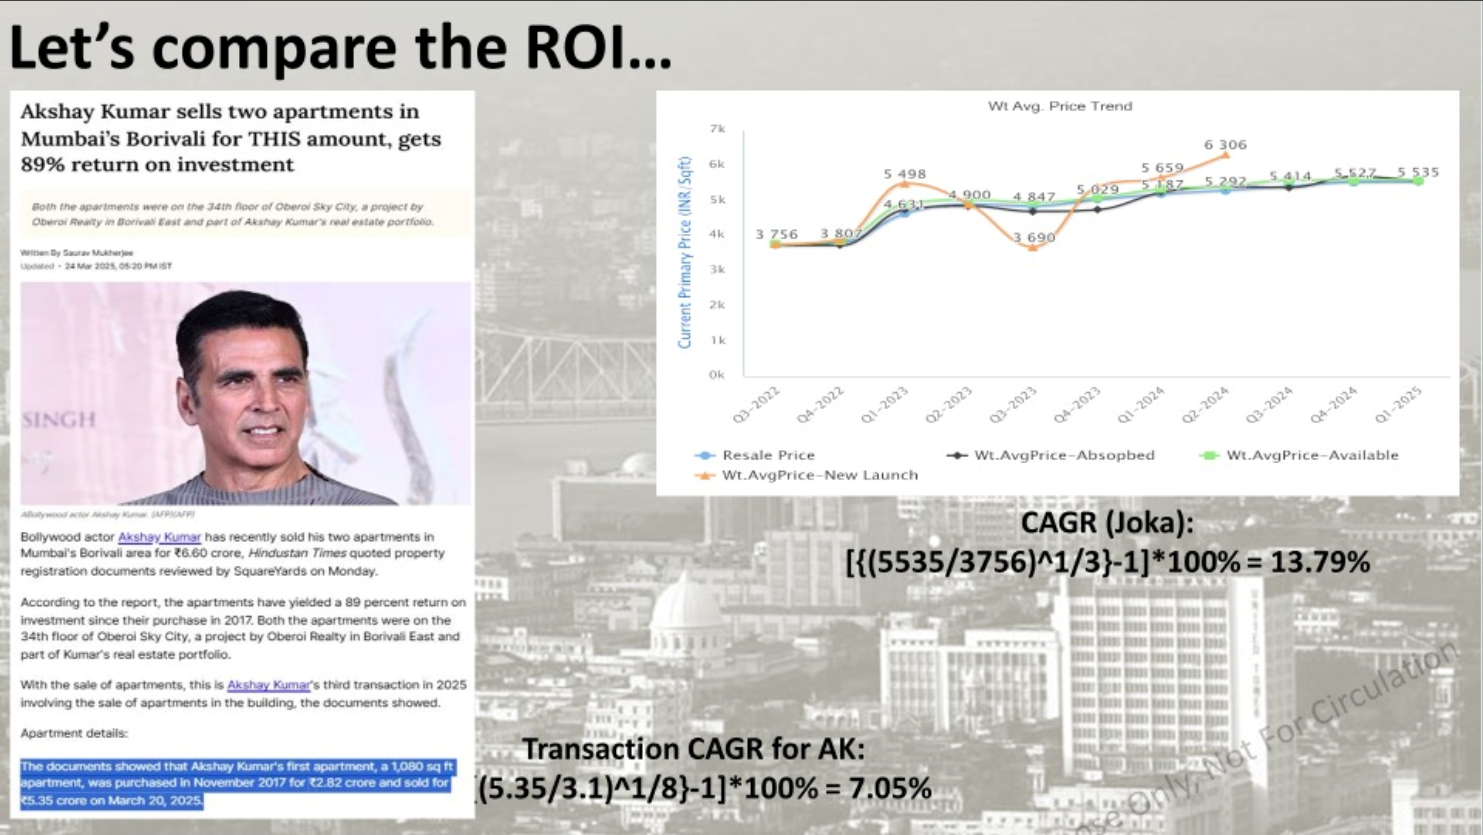 Let's compare the ROI...
Akshay Kumar sells two apartments in
Mumbai's Borivali for THIS amount, gets
89% return on investment
Both the apartments were on the 34th floor of Oberoi Sky City, a project by
Oberoi Realty in Borivali East and part of Akshay Kumar's real estate portfolio.
Written By Saurav Mukherjee
Updated • 24 Mar 2025, 05:20 PM IST
SINGH
ABollywood actor Akshay Kumar. (AFP)(AFP)
Bollywood actor Akshay Kumar has recently sold his two apartments in
Mumbai's Borivali area for ₹6.60 crore, Hindustan Times quoted property
registration documents reviewed by SquareYards on Monday.
According to the report, the apartments have yielded a 89 percent return on
investment since their purchase in 2017. Both the apartments were on the
34th floor of Oberoi Sky City, a project by Oberoi Realty in Borivali East and
part of Kumar's real estate portfolio.
With the sale of apartments, this is Akshay Kumar's third transaction in 2025
involving the sale of apartments in the building, the documents showed.
Apartment details:
The documents showed that Akshay Kumar's first apartment, a 1,080 sq ft
apartment, was purchased in November 2017 for ₹2.82 crore and sold for
₹5.35 crore on March 20, 2025.
Wt Avg. Price Trend
Current Primary Price (INR/Sqft)
7k
6k
5k
4k
3k
2k
1k
0k
3 756
3 807
5 498
4 631
4 900
4 847
3 690
5 029
5 659
5 187
6 306
5 292
5 414
5 527
5 535
Q3-2022
Q4-2022
Q1-2023
Q2-2023
Q3-2023
Q4-2023
Q1-2024
Q2-2024
Q3-2024
Q4-2024
Q1-2025
Resale Price
Wt.AvgPrice-Absopbed
Wt.AvgPrice-Available
Wt.AvgPrice-New Launch
CAGR (Joka):
[{(5535/3756)^1/3}-1]*100% = 13.79%
Transaction CAGR for AK:
(5.35/3.1)^1/8}-1]*100% = 7.05%
Only, Not For Circulation